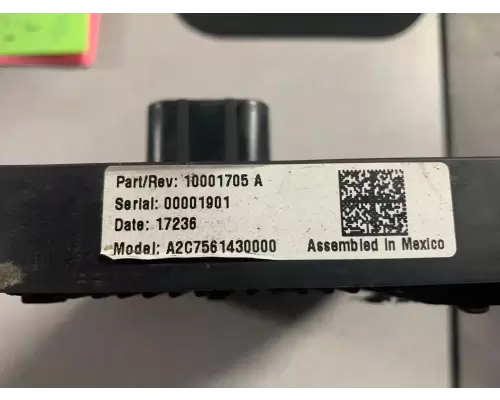 Part/Rev: 10001705 A
Serial: 00001901
Date: 17236
Model: A2C7561430000
Assembled in Mexico